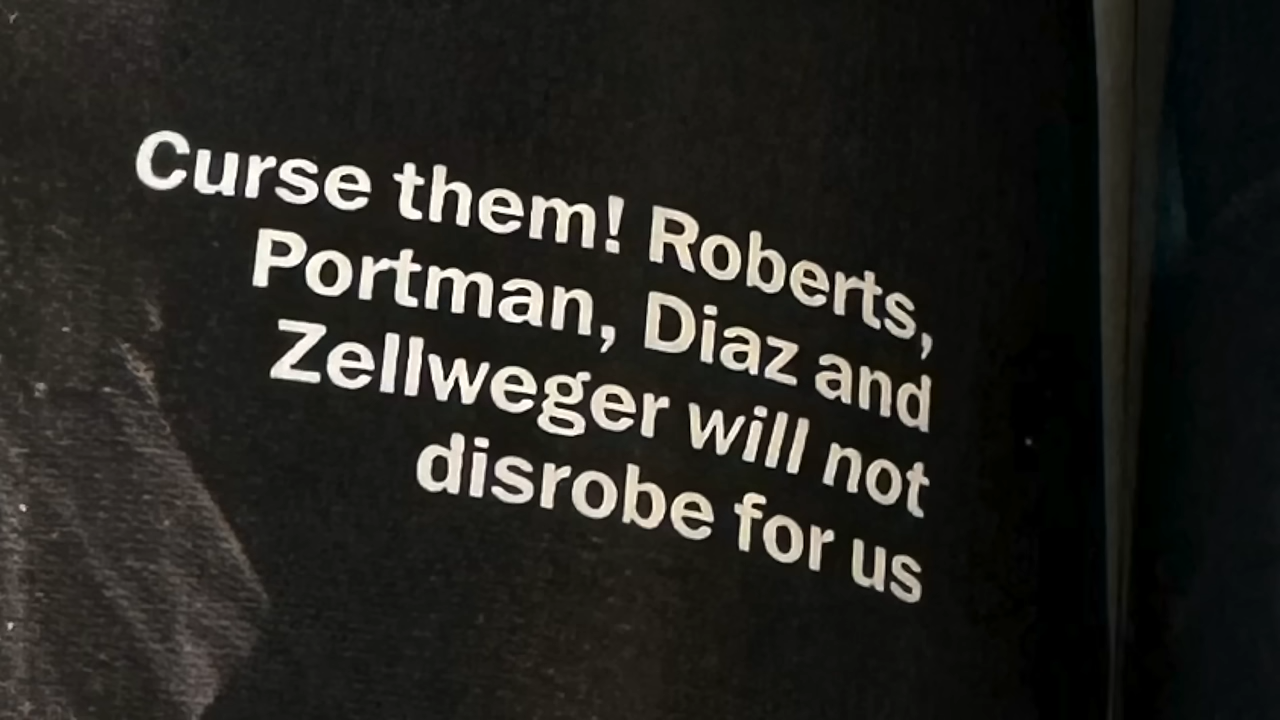 Curse them! Roberts,
Portman, Diaz and
Zellweger will not
disrobe for us